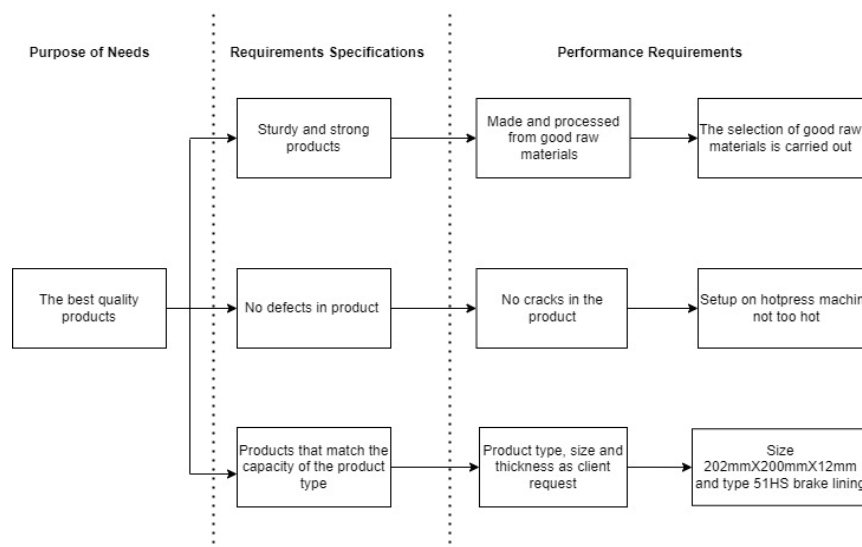 Purpose of Needs
Requirements Specifications
Performance Requirements
Sturdy and strong
products
Made and processed
from good raw
materials
The selection of good raw
materials is carried out
The best quality
products
No defects in product
No cracks in the
product
Setup on hotpress machin
not too hot
Products that match the
capacity of the product
type
Product type, size and
thickness as client
request
Size
202mmX200mmX12mm
and type 51HS brake lining